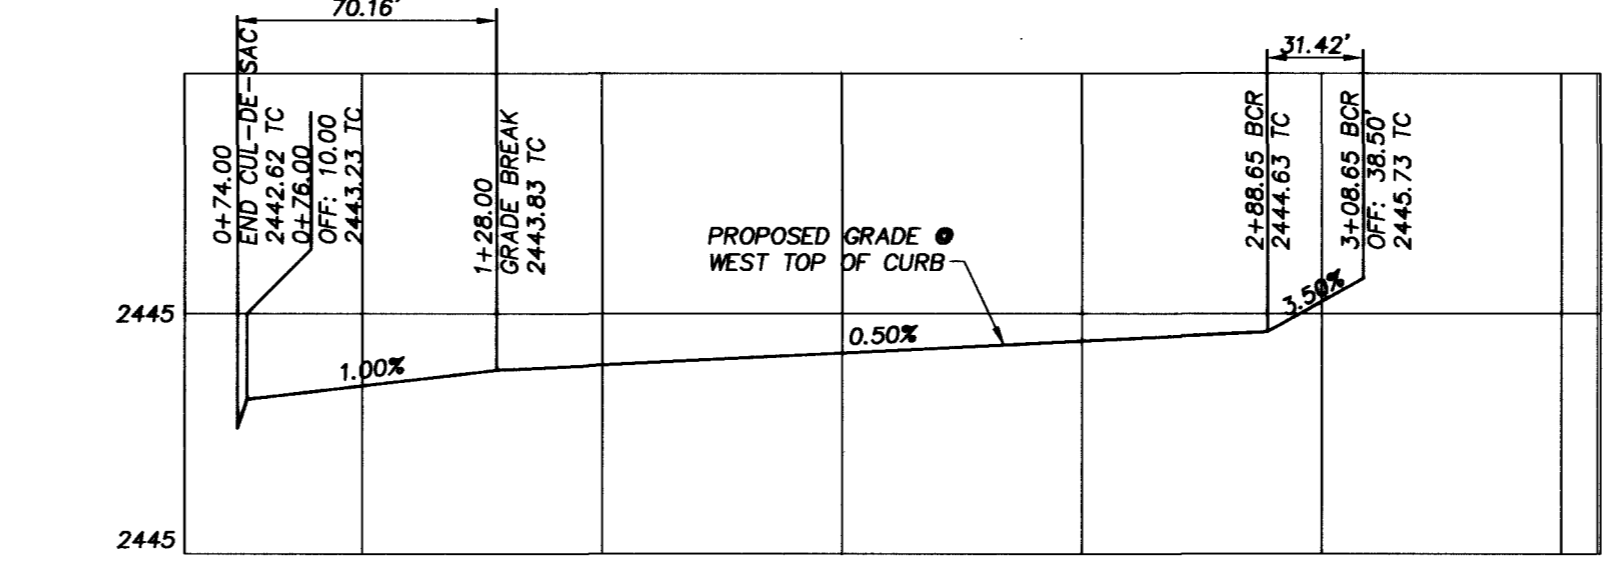 70.16'
31.42'
0+74.00
END CUL-DE-SAC
2442.62 TC
0+76.00
OFF: 10.00
2443.23 TC
1+28.00
GRADE BREAK
2443.83 TC
PROPOSED GRADE @
WEST TOP OF CURB
2+88.65 BCR
2444.63 TC
3+08.65 BCR
OFF: 38.50'
2445.73 TC
2445
1.00%
0.50%
3.50%
2445